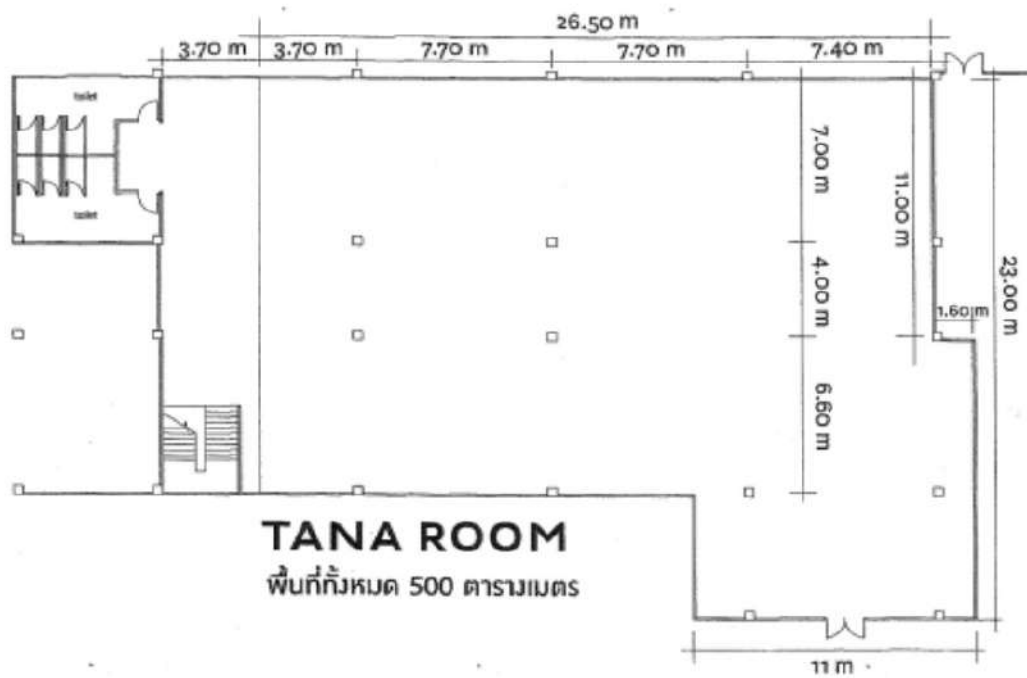 26.50 m
3.70 m 3.70 m 7.70 m 7.70 m 7.40 m
toilet
7.00 m
11.00 m
toilet
4.00 m
23.00 m
1.60 m
6.60 m
TANA ROOM
พื้นที่ทั้งหมด 500 ตารางเมตร
11 m